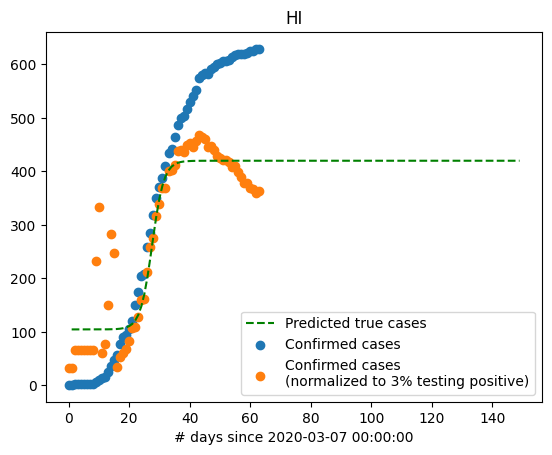 HI
600
500
400
300
200
100
0
Predicted true cases
Confirmed cases
Confirmed cases
(normalized to 3% testing positive)
0 20 40 60 80 100 120 140
# days since 2020-03-07 00:00:00